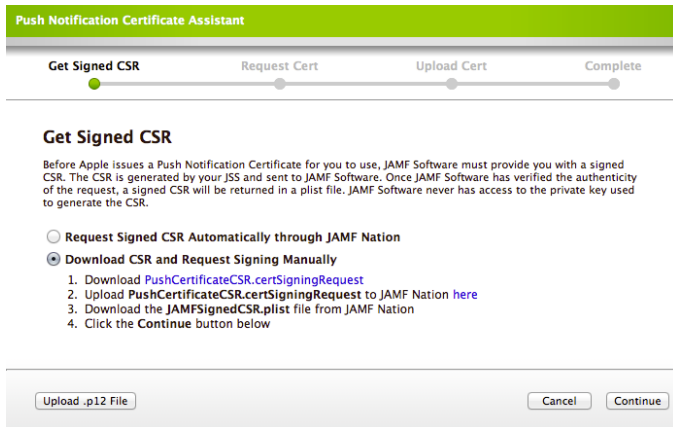 Push Notification Certificate Assistant
Get Signed CSR
Request Cert
Upload Cert
Complete
Get Signed CSR
Before Apple issues a Push Notification Certificate for you to use, JAMF Software must provide you with a signed
CSR. The CSR is generated by your JSS and sent to JAMF Software. Once JAMF Software has verified the authenticity
of the request, a signed CSR will be returned in a plist file. JAMF Software never has access to the private key used
to generate the CSR.
Request Signed CSR Automatically through JAMF Nation
Download CSR and Request Signing Manually
1. Download PushCertificateCSR.certSigningRequest
2. Upload PushCertificateCSR.certSigningRequest to JAMF Nation here
3. Download the JAMFSignedCSR.plist file from JAMF Nation
4. Click the Continue button below
Upload .p12 File
Cancel
Continue